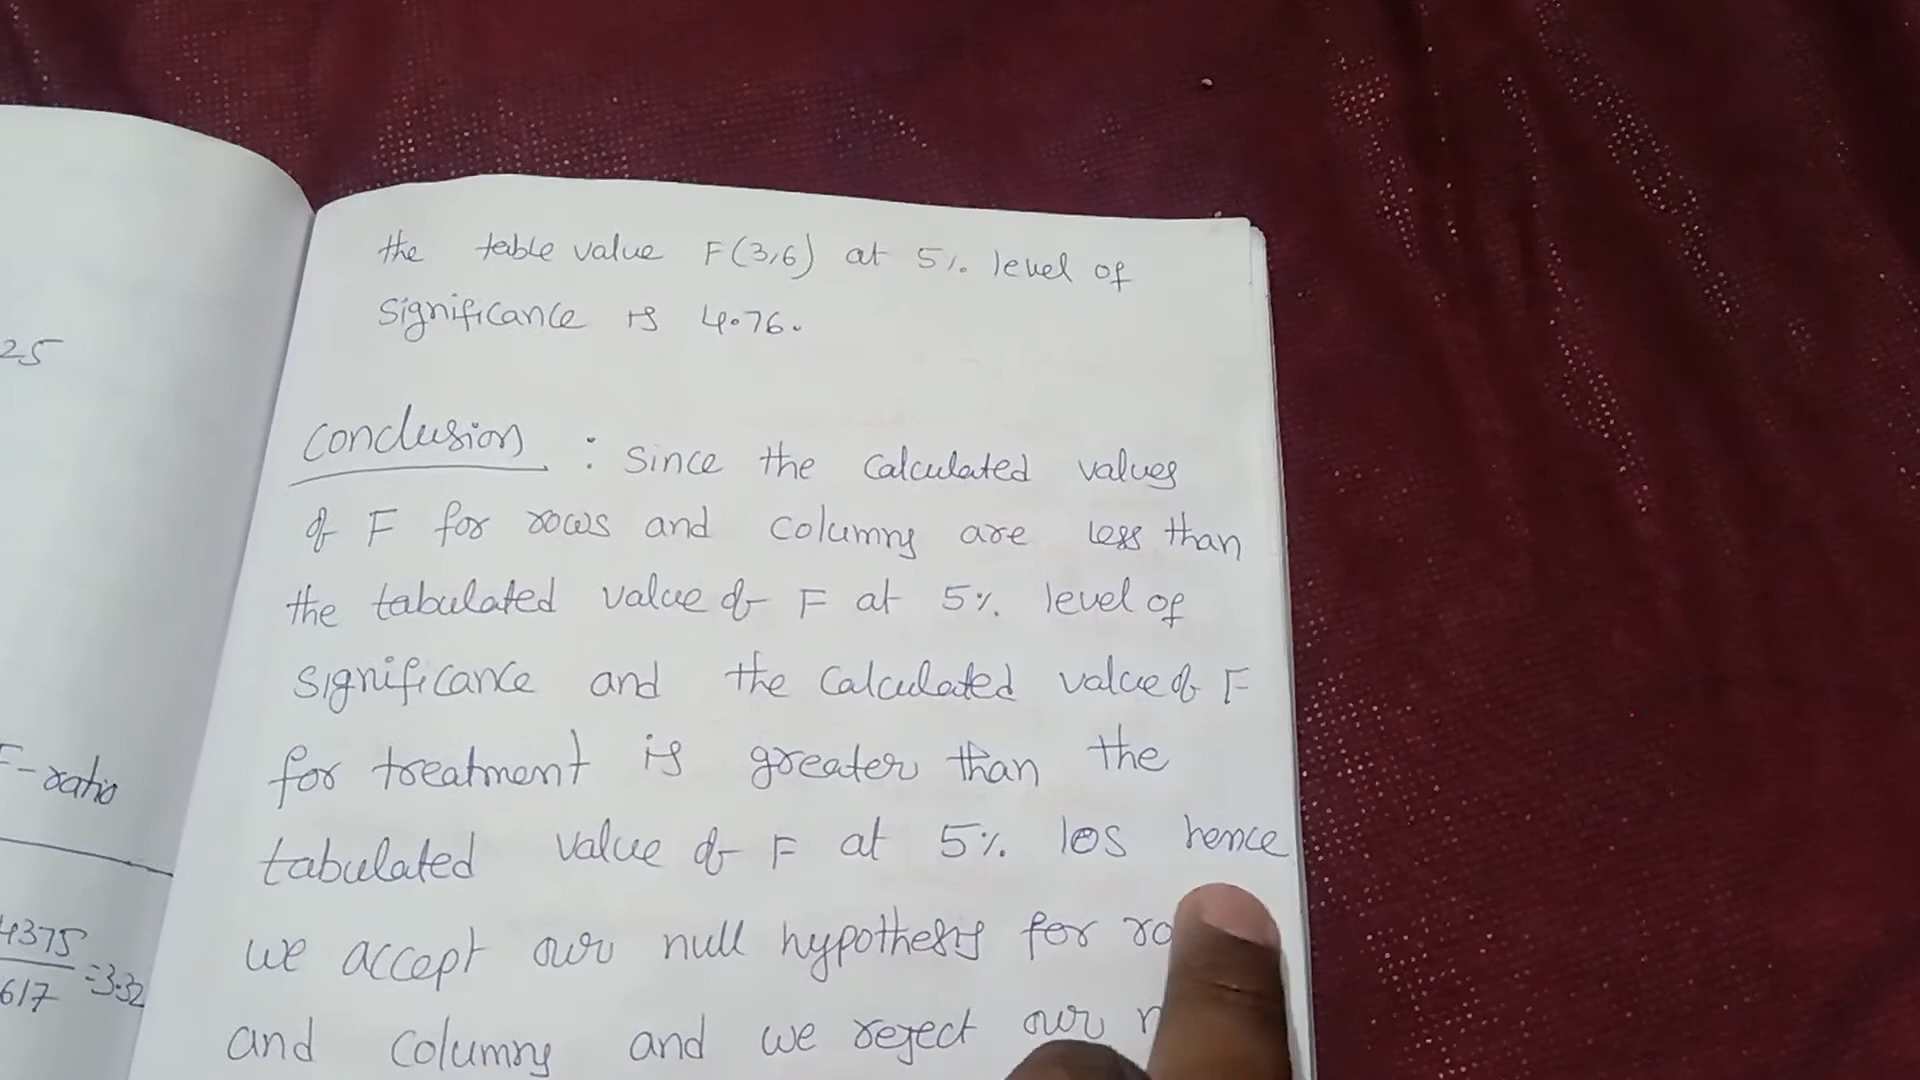 25
F-ratio
4375
617
=3.32
the table value F(3,6) at 5% level of
significance is 4.76.
Conclusion : Since the Calculated values
of F for rows and Columns are less than
the tabulated value of F at 5% level of
significance and the Calculated value of F
for treatment is greater than the
tabulated value of F at 5% los hence
we accept our null hypothesis for
and Columns and we reject our